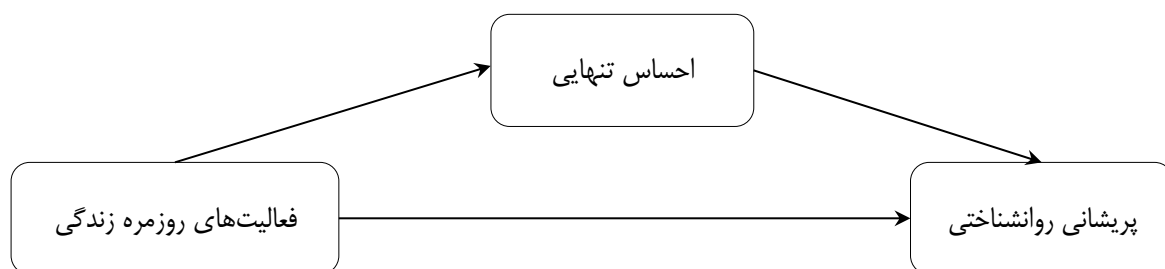 احساس تنهایی
فعالیت‌های روزمره زندگی
پریشانی روانشناختی